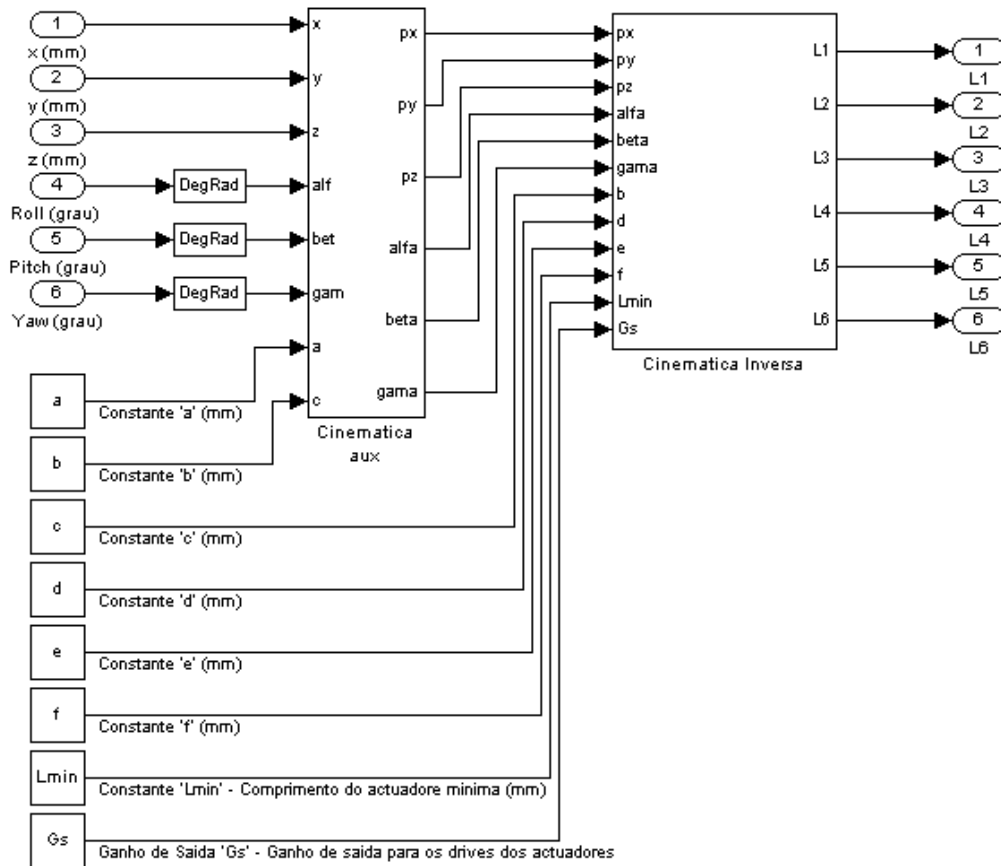 1
x (mm)
2
y (mm)
3
z (mm)
4
Roll (grau)
5
Pitch (grau)
6
Yaw (grau)
DegRad
DegRad
DegRad
x
y
z
alf
bet
gam
a
c
px
py
pz
alfa
beta
gama
Cinematica
aux
px
py
pz
alfa
beta
gama
b
d
e
f
Lmin
Gs
L1
L2
L3
L4
L5
L6
Cinematica Inversa
1
L1
2
L2
3
L3
4
L4
5
L5
6
L6
a
Constante 'a' (mm)
b
Constante 'b' (mm)
c
Constante 'c' (mm)
d
Constante 'd' (mm)
e
Constante 'e' (mm)
f
Constante 'f' (mm)
Lmin
Constante 'Lmin' - Comprimento do actuadore minima (mm)
Gs
Ganho de Saida 'Gs' - Ganho de saida para os drives dos actuadores